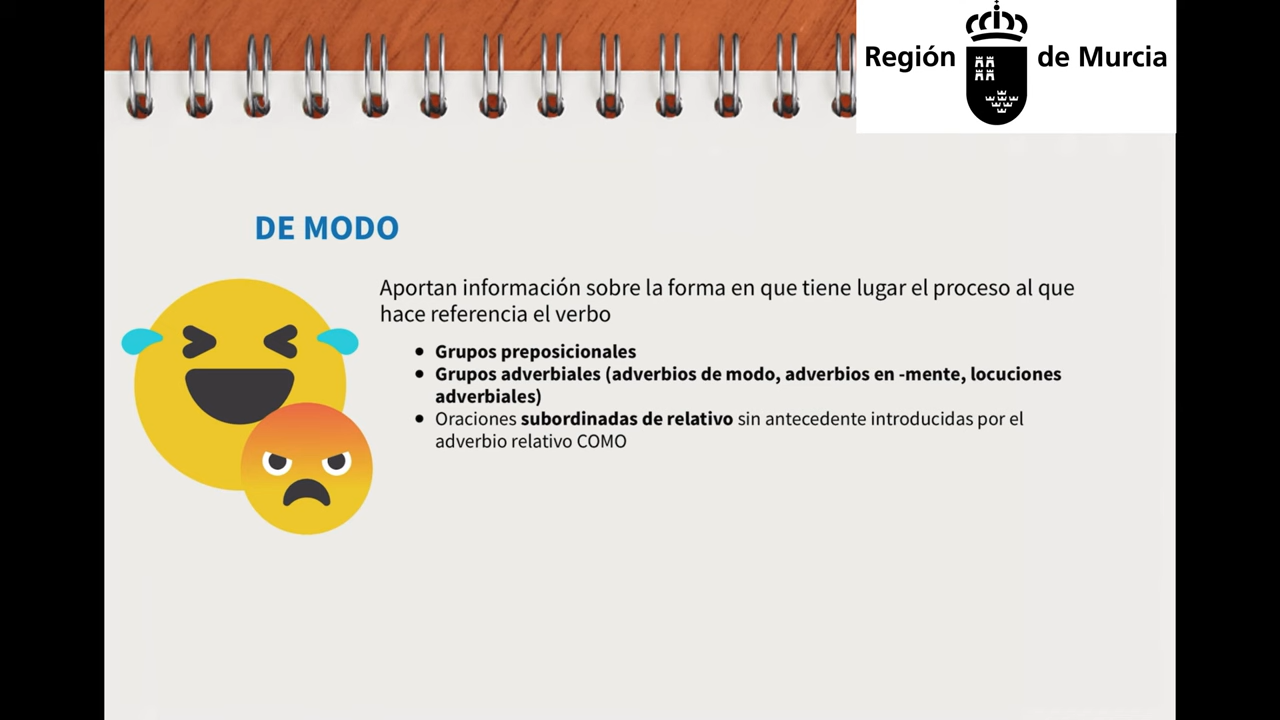 Región de Murcia
DE MODO
Aportan información sobre la forma en que tiene lugar el proceso al que
hace referencia el verbo
Grupos preposicionales
Grupos adverbiales (adverbios de modo, adverbios en -mente, locuciones
adverbiales)
Oraciones subordinadas de relativo sin antecedente introducidas por el
adverbio relativo COMO